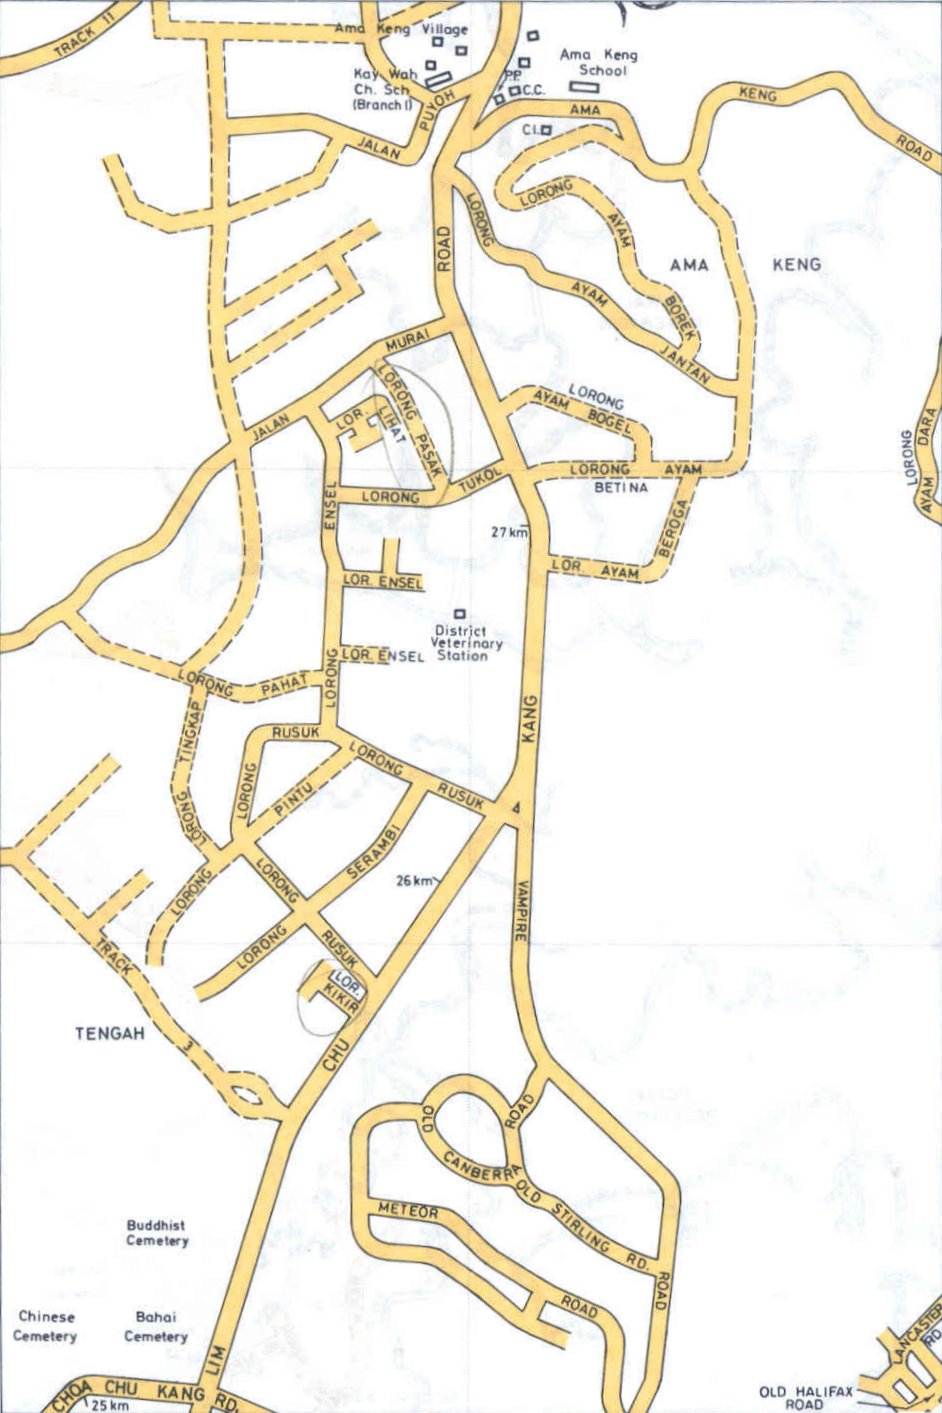 TRACK 11
Ama Keng Village
Kay Wah
Ch. Sch
(Branch I)
P.P.
C.C.
Ama Keng
School
C.I.
JALAN PUYOH
AMA KENG ROAD
LORONG AYAM BOREK
LORONG AYAM JANTAN
AMA KENG
ROAD
JALAN MURAI
LORONG PASAK
LOR. LIHAT
LORONG
AYAM BOGEL
LORONG AYAM
BETINA
LORONG TUKOL
27 km
LOR. AYAM BEROGA
LORONG
AYAM DARA
LORONG ENSEL
LOR. ENSEL
LOR. ENSEL
District
Veterinary
Station
LORONG PAHAT
LORONG TINGKAP
KANG
LORONG RUSUK
LORONG RUSUK
LORONG PINTU
LORONG SERAMBI
LORONG RUSUK
26 km
VAMPIRE
LOR.
KIKIR
TRACK 3
TENGAH
CHU
OLD CANBERRA ROAD
OLD STIRLING RD.
METEOR ROAD
ROAD
Buddhist
Cemetery
Chinese
Cemetery
Bahai
Cemetery
LIM
CHOA CHU KANG RD.
25 km
LANCASTER
RO
OLD HALIFAX
ROAD